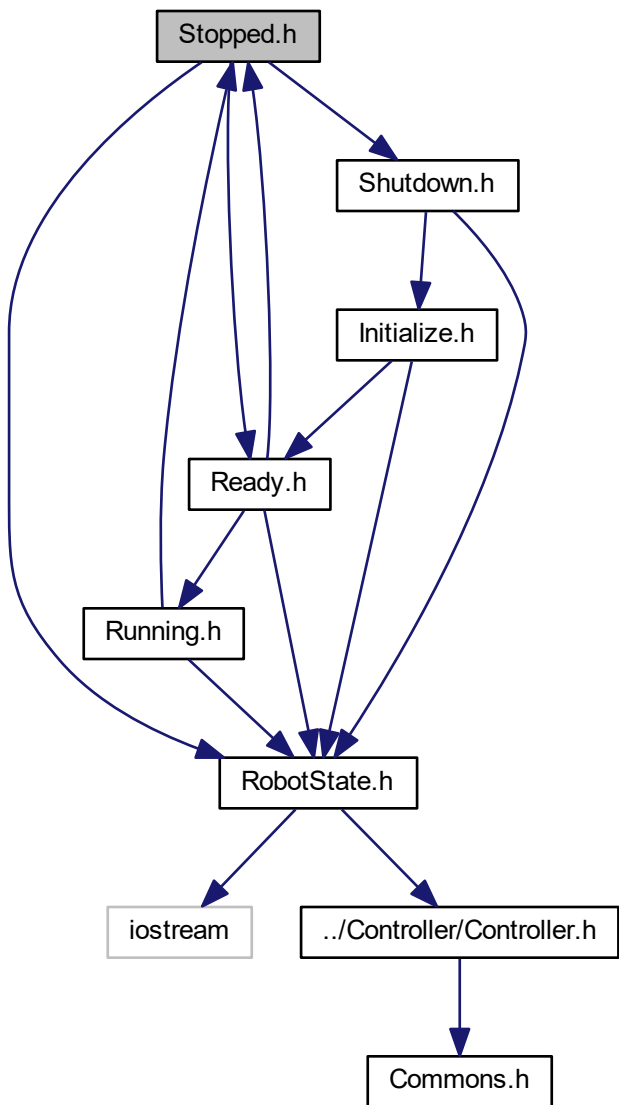 Stopped.h
Shutdown.h
Initialize.h
Ready.h
Running.h
RobotState.h
iostream
../Controller/Controller.h
Commons.h